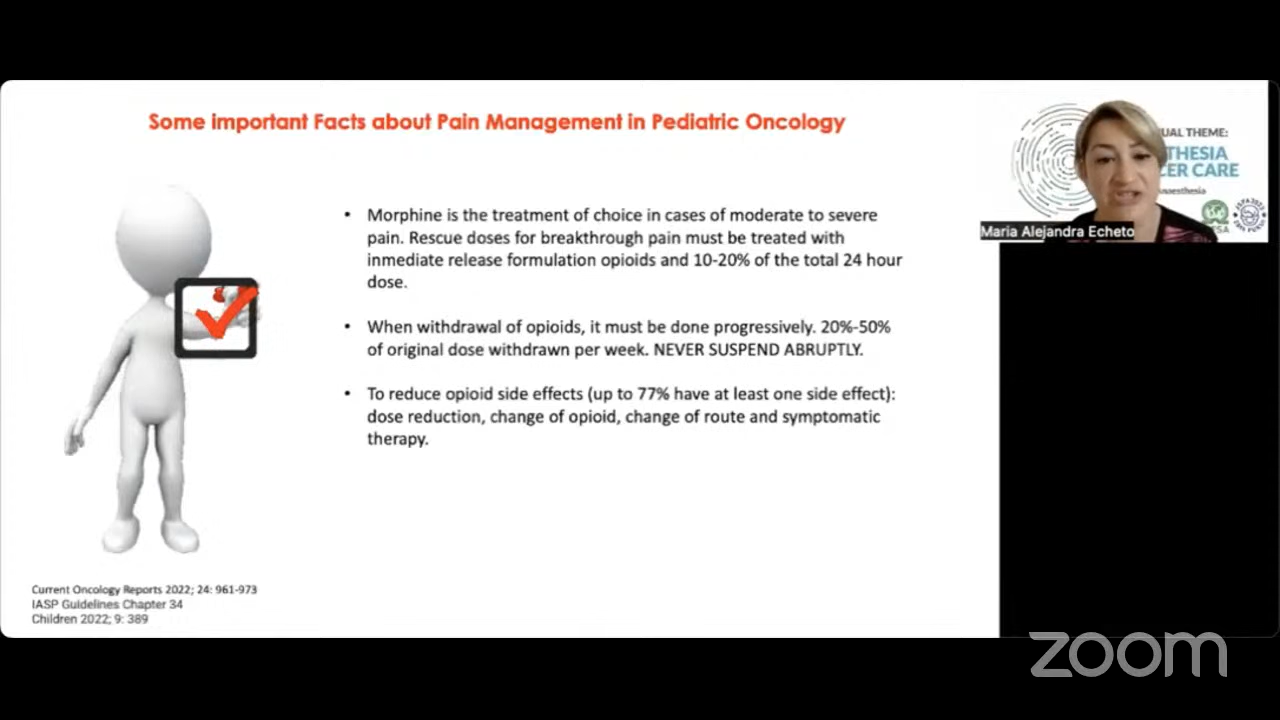 Some important Facts about Pain Management in Pediatric Oncology
• Morphine is the treatment of choice in cases of moderate to severe
pain. Rescue doses for breakthrough pain must be treated with
inmediate release formulation opioids and 10-20% of the total 24 hour
dose.
• When withdrawal of opioids, it must be done progressively. 20%-50%
of original dose withdrawn per week. NEVER SUSPEND ABRUPTLY.
• To reduce opioid side effects (up to 77% have at least one side effect):
dose reduction, change of opioid, change of route and symptomatic
therapy.
Current Oncology Reports 2022; 24: 961-973
IASP Guidelines Chapter 34
Children 2022; 9: 389
UAL THEME:
THESIA
CER CARE
Maria Alejandra Echeto
zoom